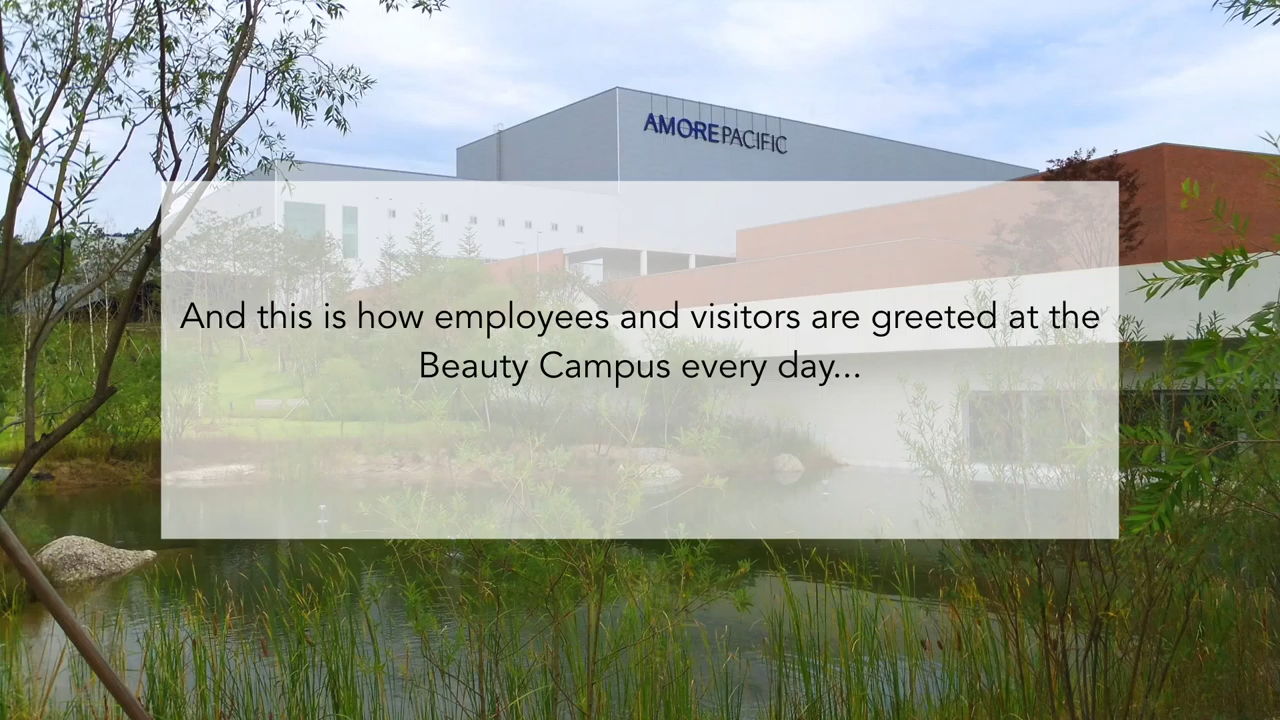 AMOREPACIFIC
And this is how employees and visitors are greeted at the
Beauty Campus every day...